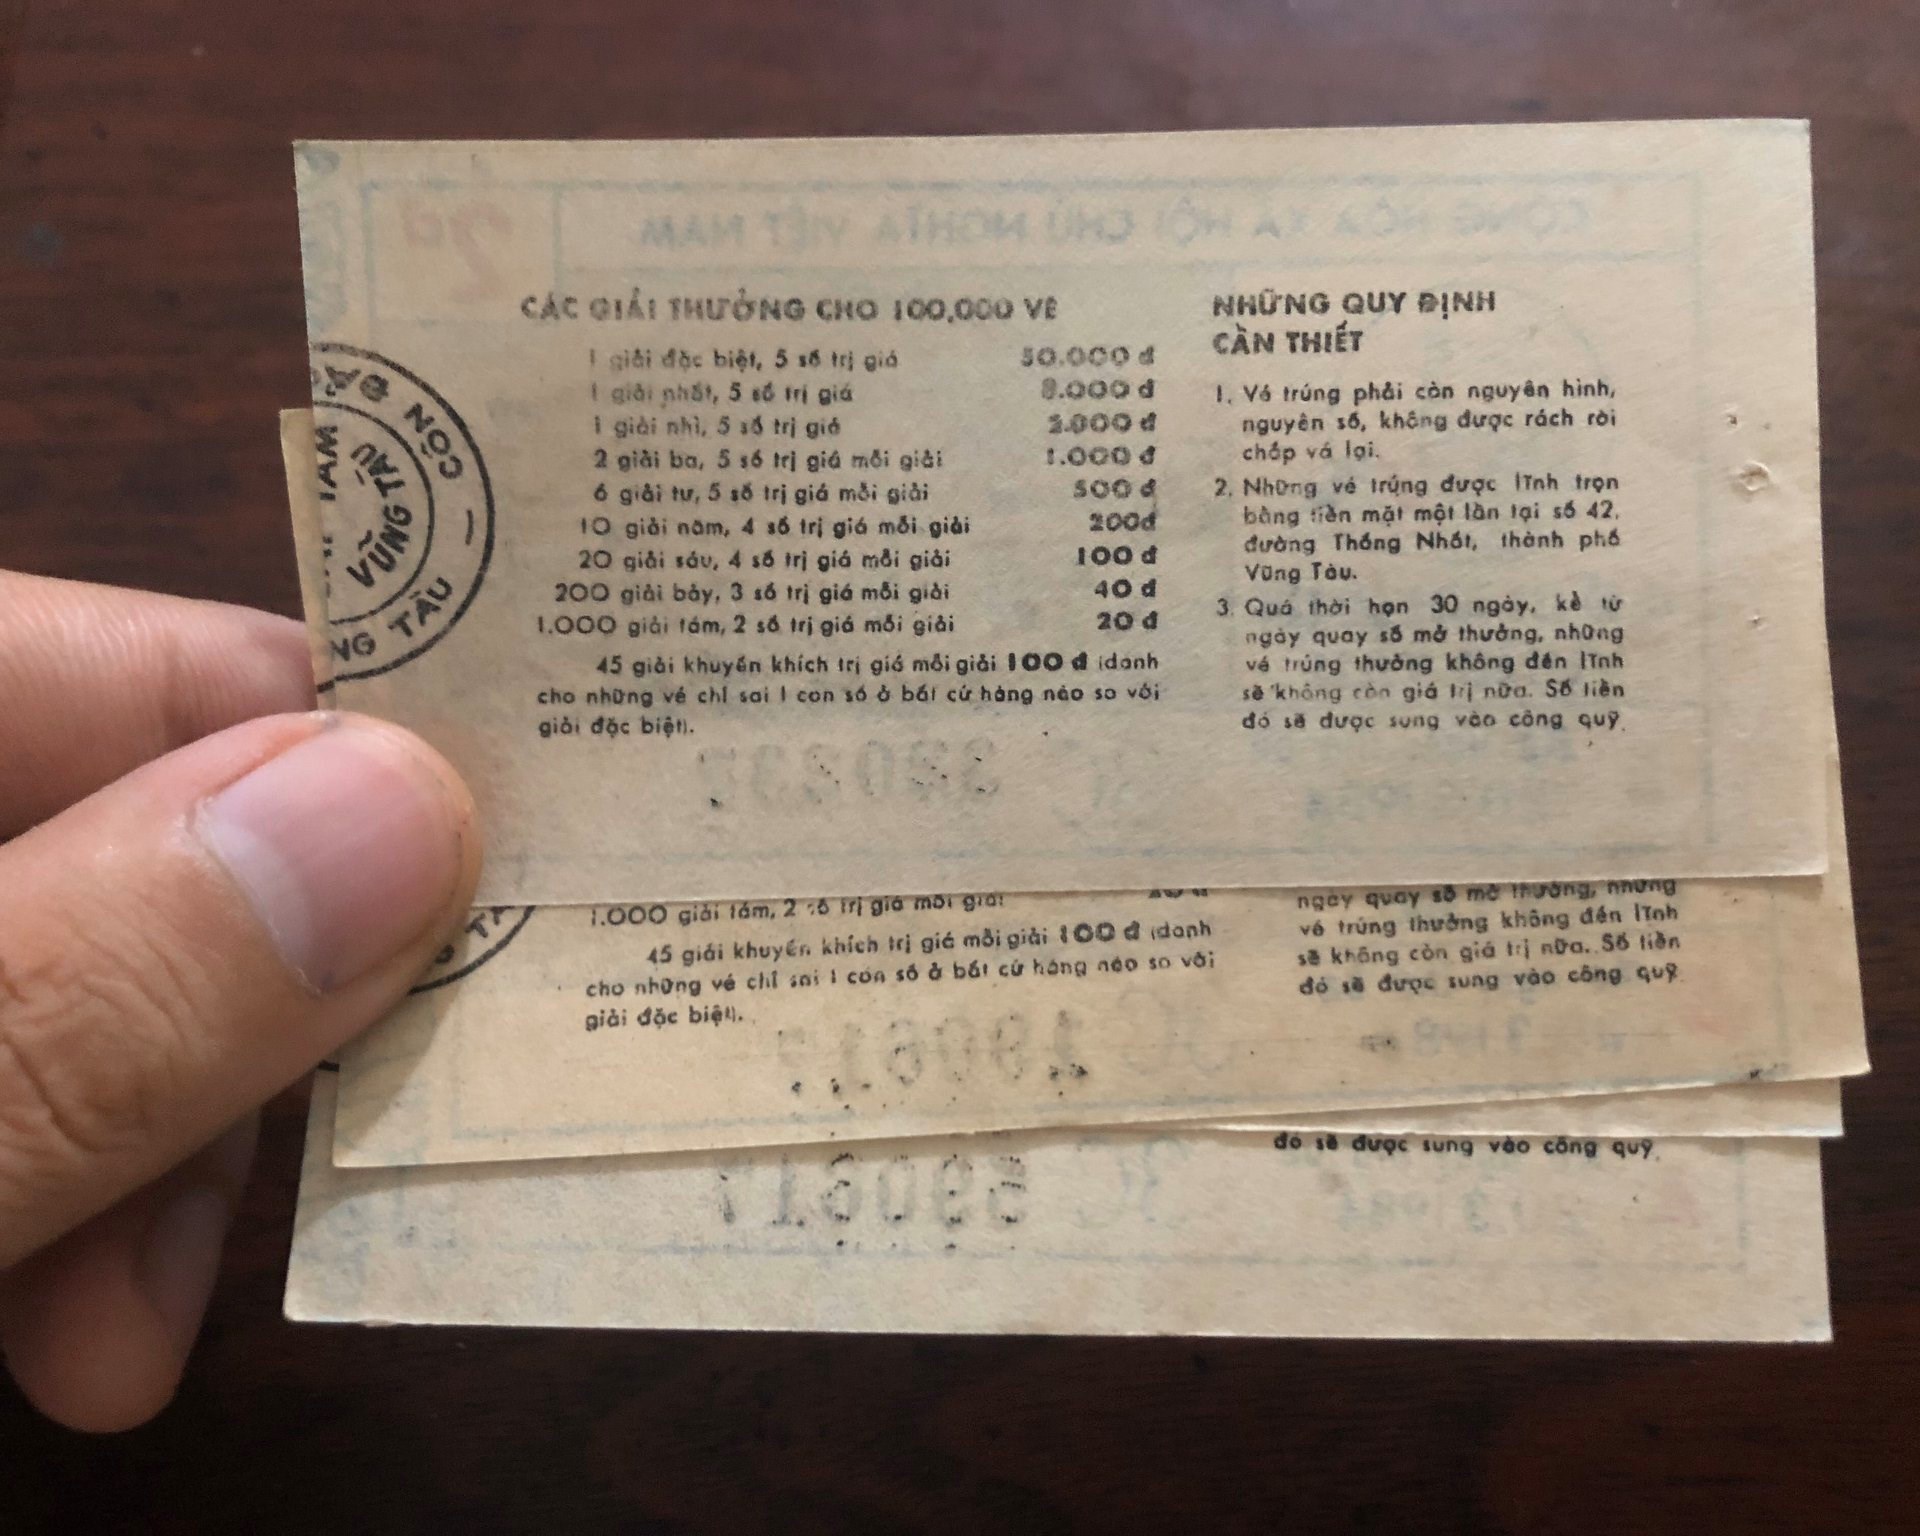 CÁC GIẢI THƯỞNG CHO 100.000 VÉ
1 giải đặc biệt, 5 số trị giá 50.000 đ
1 giải nhất, 5 số trị giá 8.000 đ
1 giải nhì, 5 số trị giá đ
2 giải ba, 5 số trị giá mỗi giải 1.000 đ
6 giải tư, 5 số trị giá mỗi giải 500 đ
10 giải năm, 4 số trị giá mỗi giải 200đ
20 giải sáu, 4 số trị giá mỗi giải 100 đ
200 giải bảy, 3 số trị giá mỗi giải 40 đ
1.000 giải tám, 2 số trị giá mỗi giải 20 đ
45 giải khuyến khích trị giá mỗi giải 100 đ (danh
cho những vé chỉ sai 1 con số ở bất cứ hàng nào so với
giải đặc biệt).
NHỮNG QUY ĐỊNH
CẦN THIẾT
1. Vé trúng phải còn nguyên hình,
nguyên số, không được rách rời
chắp vá lại.
2. Những vé trúng được lĩnh trọn
bằng tiền mặt một lần tại số 42,
đường Thống Nhất, thành phố
Vũng Tàu.
3. Quá thời hạn 30 ngày, kể từ
ngày quay số mở thưởng, những
vé trúng thưởng không đến lĩnh
sẽ không còn giá trị nữa. Số tiền
đó sẽ được sung vào công quỹ.
CÔN ĐẢO
VŨNG TÀU
NG TÀU
CỘNG HÒA XÃ HỘI CHỦ NGHĨA VIỆT NAM
2đ
1.000 giải tám, 2 số trị giá mỗi giải 20 đ
45 giải khuyến khích trị giá mỗi giải 100 đ (danh
cho những vé chỉ sai 1 con số ở bất cứ hàng nào so với
giải đặc biệt).
ngày quay số mở thưởng, những
vé trúng thưởng không đến lĩnh
sẽ không còn giá trị nữa. Số tiền
đó sẽ được sung vào công quỹ
đó sẽ được sung vào công quỹ.